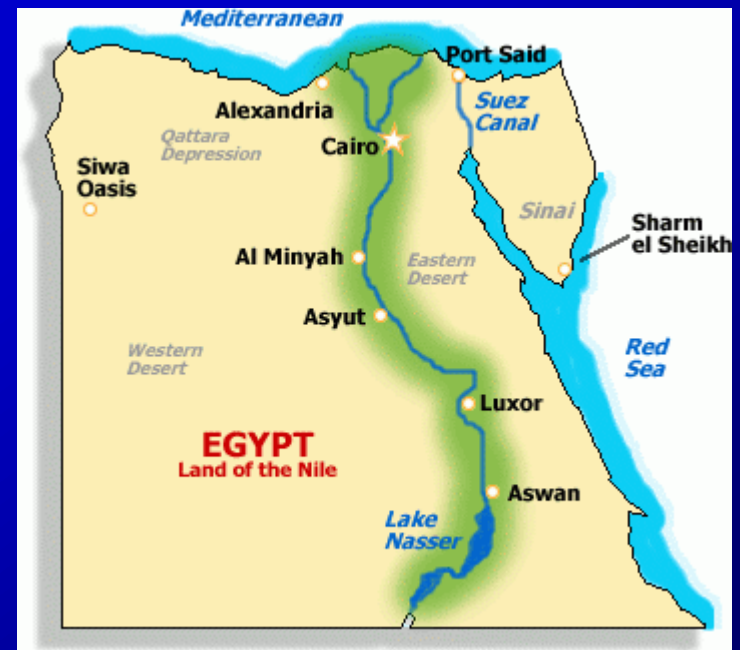 Mediterranean
Port Said
Alexandria
Suez
Canal
Qattara
Depression
Cairo
Siwa
Oasis
Sinai
Sharm
el Sheikh
Al Minyah
Eastern
Desert
Asyut
Western
Desert
Red
Sea
Luxor
EGYPT
Land of the Nile
Aswan
Lake
Nasser